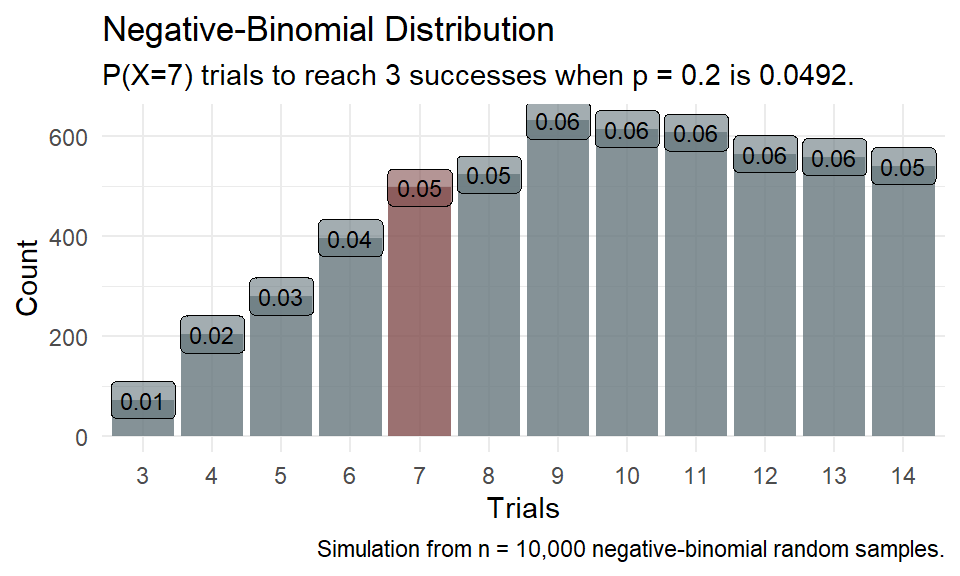 Negative-Binomial Distribution
P(X=7) trials to reach 3 successes when p = 0.2 is 0.0492.
Count
600
400
200
0
0.01
0.02
0.03
0.04
0.05
0.05
0.06
0.06
0.06
0.06
0.06
0.05
3 4 5 6 7 8 9 10 11 12 13 14
Trials
Simulation from n = 10,000 negative-binomial random samples.